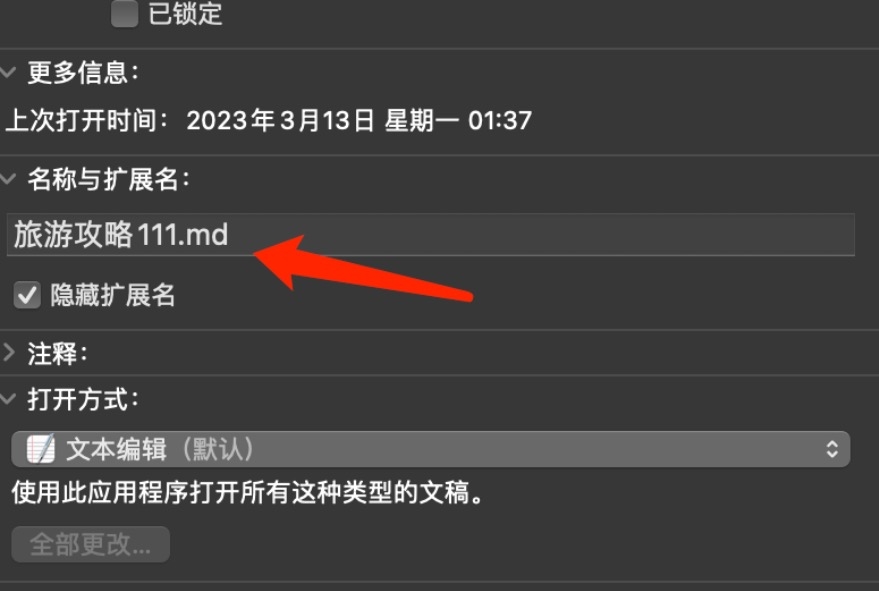 已锁定
更多信息：
上次打开时间： 2023年3月13日 星期一 01:37
名称与扩展名：
旅游攻略111.md
隐藏扩展名
注释：
打开方式：
文本编辑（默认）
使用此应用程序打开所有这种类型的文稿。
全部更改...